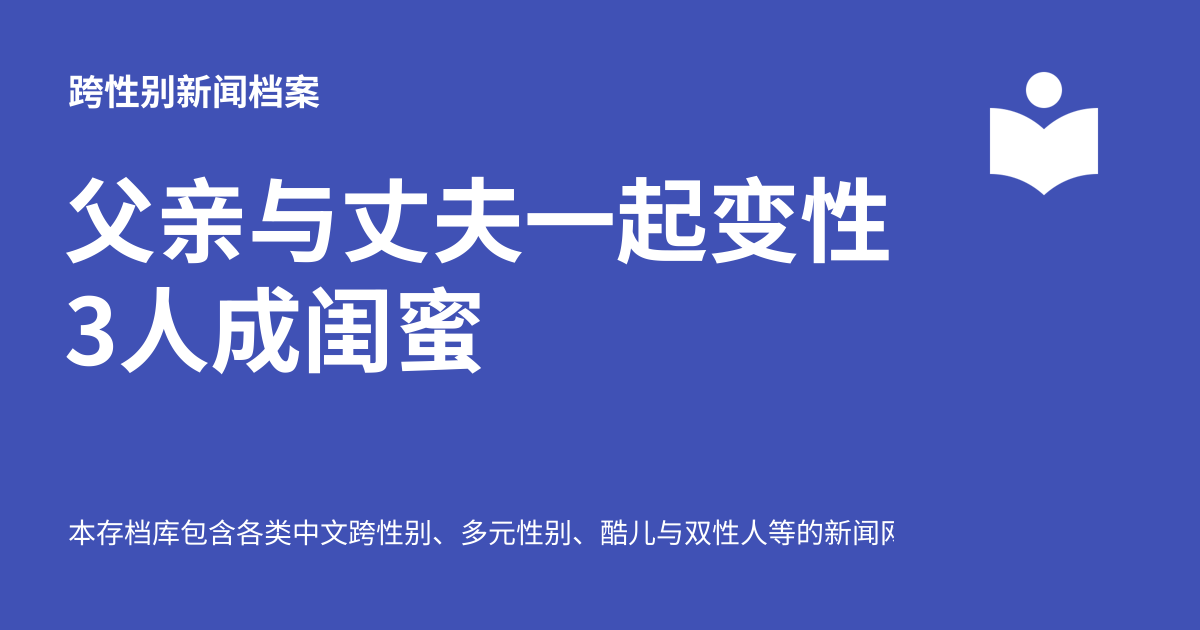 跨性别新闻档案
父亲与丈夫一起变性
3人成闺蜜
本存档库包含各类中文跨性别、多元性别、酷儿与双性人等的新闻